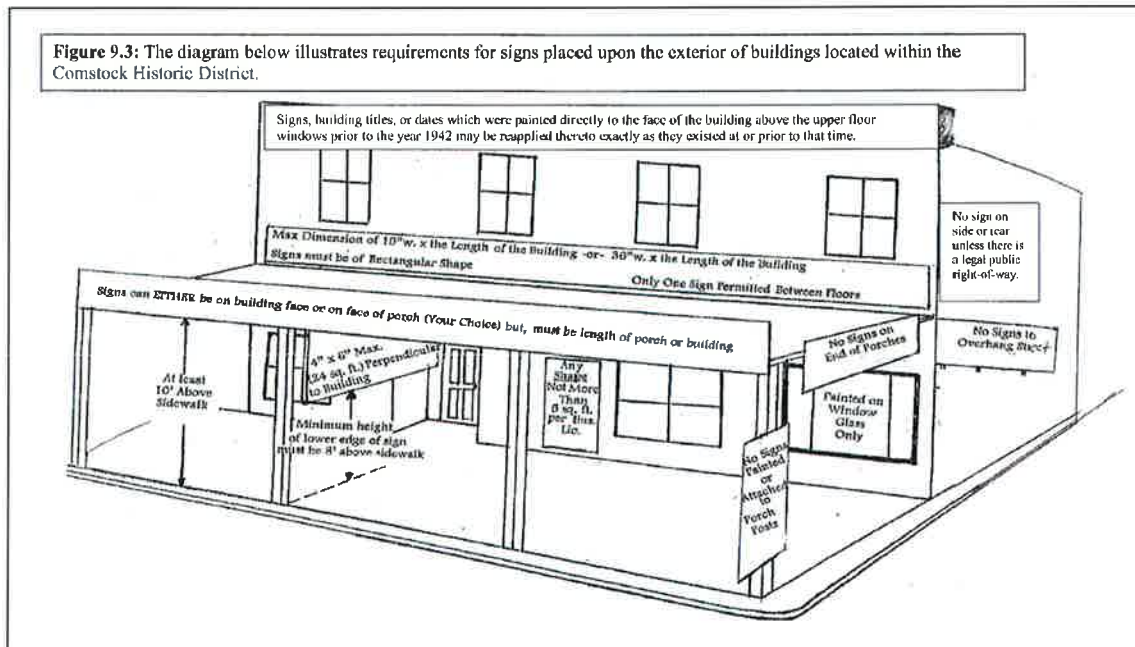 Figure 9.3: The diagram below illustrates requirements for signs placed upon the exterior of buildings located within the
Comstock Historic District.
Signs, building titles, or dates which were painted directly to the face of the building above the upper floor
windows prior to the year 1942 may be reapplied thereto exactly as they existed at or prior to that time.
No sign on
side or rear
unless there is
a legal public
right-of-way.
Max Dimension of 10"w. x the Length of the Building -or- 36"w. x the Length of the Building
Signs must be of Rectangular Shape
Only One Sign Permitted Between Floors
Signs can EITHER be on building face or on face of porch (Your Choice) but, must be length of porch or building
No Signs on
End of Porches
No Signs to
Overhang
At least
10' Above
Sidewalk
4" x 6" Max.
(24 sq. ft.) Perpendicular
to Building
Minimum height
of lower edge of sign
must be 8' above sidewalk
Any
Shape
Not More
Than
sq. ft.
per Bus.
Lic.
Painted on
Window
Glass
Only
No Signs
Painted
or
Attached
to
Porch
Posts